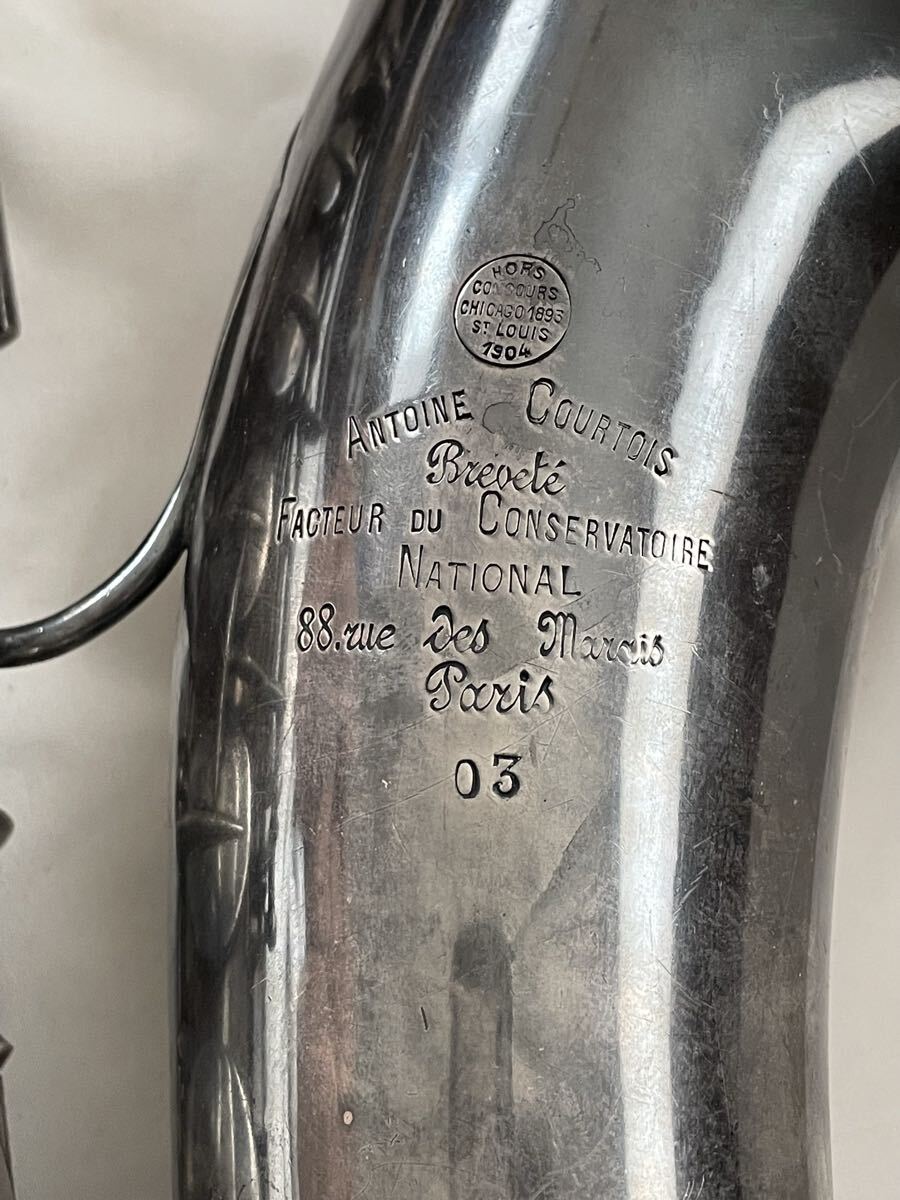 HORS
CONCOURS
CHICAGO 1893
ST LOUIS
1904
ANTOINE COURTOIS
Breveté
FACTEUR DU CONSERVATOIRE
NATIONAL
88. rue des Marais
Paris
03